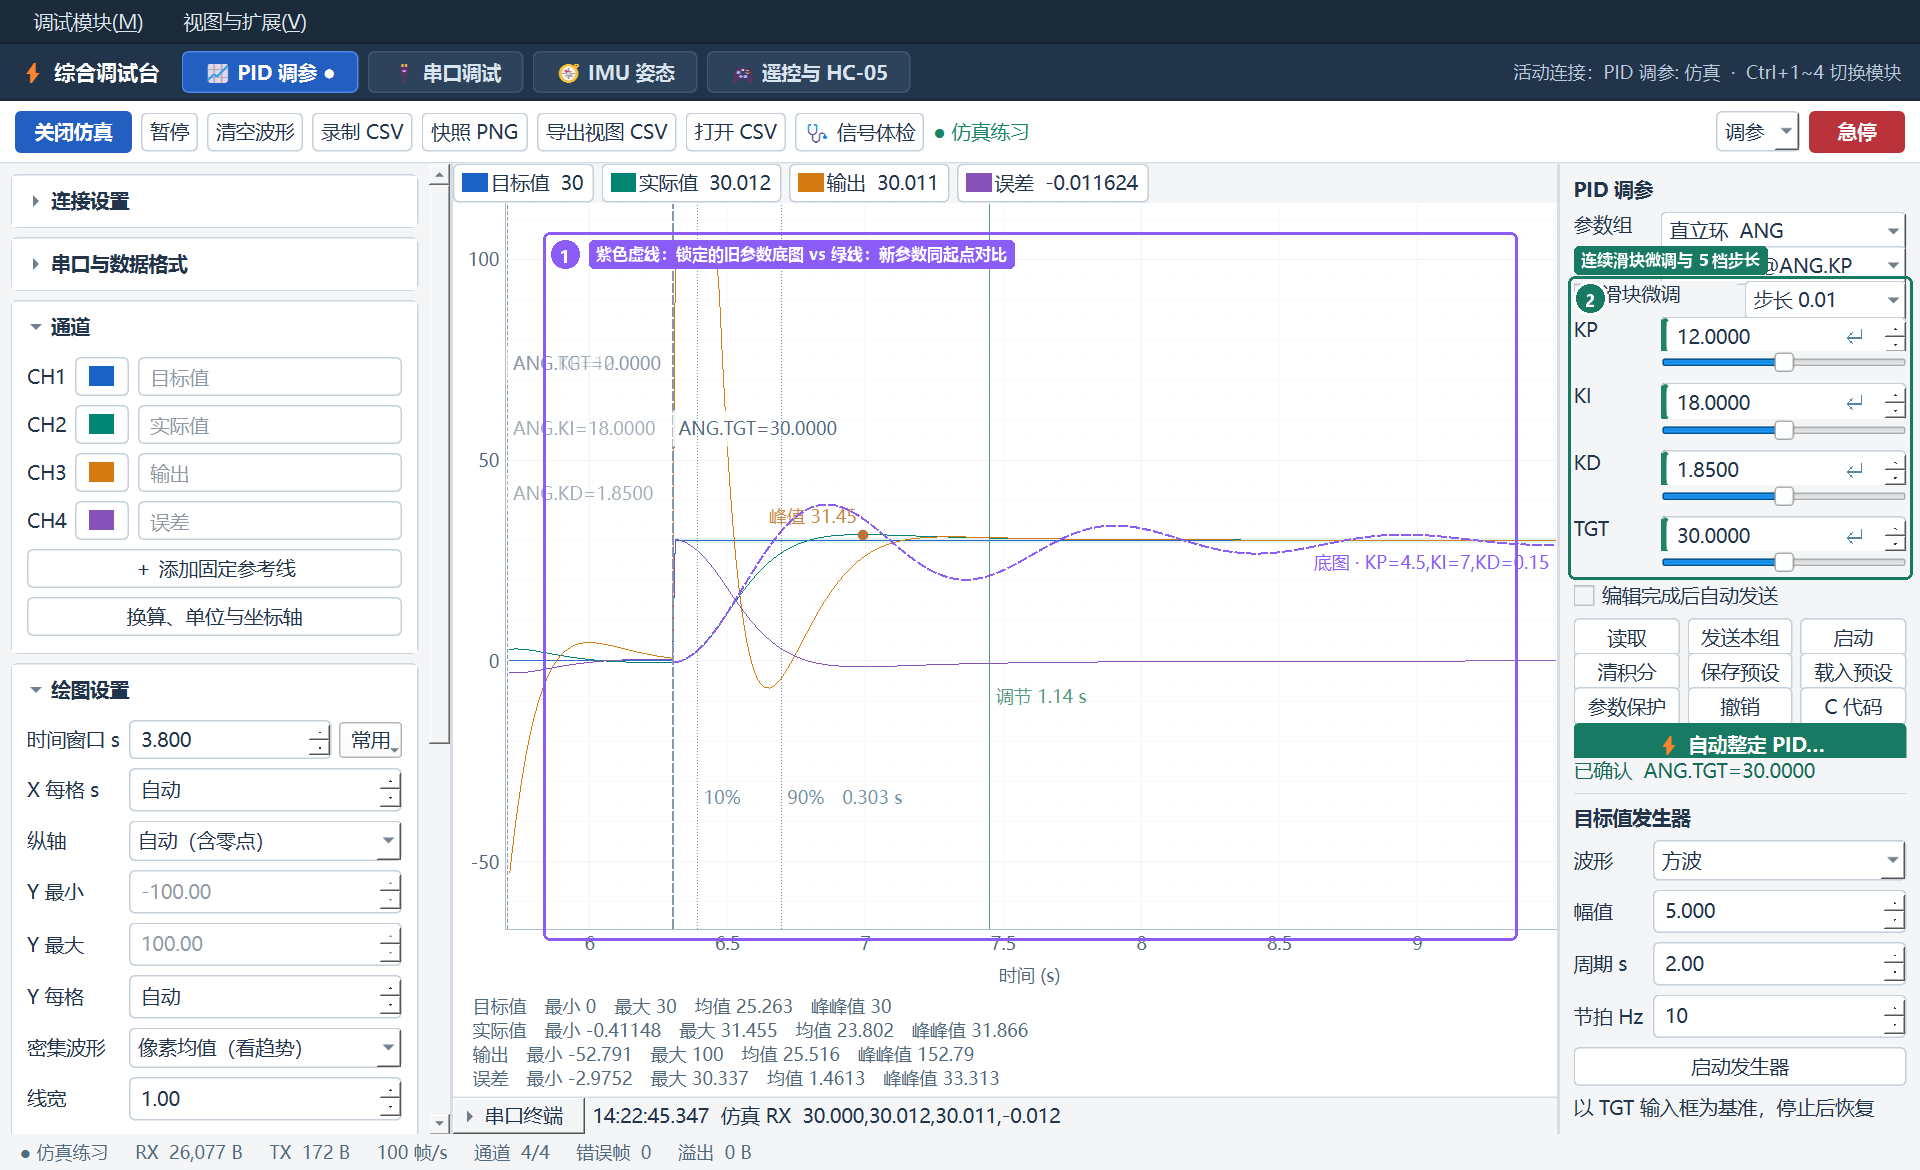 调试模块(M) 视图与扩展(V)
综合调试台 PID 调参 ● 串口调试 IMU 姿态 遥控与 HC-05 活动连接：PID 调参: 仿真 · Ctrl+1~4 切换模块
关闭仿真 暂停 清空波形 录制 CSV 快照 PNG 导出视图 CSV 打开 CSV 信号体检 ● 仿真练习 调参 急停
连接设置
串口与数据格式
通道
CH1 目标值
CH2 实际值
CH3 输出
CH4 误差
+ 添加固定参考线
换算、单位与坐标轴
绘图设置
时间窗口 s 3.800 常用
X 每格 s 自动
纵轴 自动（含零点）
Y 最小 -100.00
Y 最大 100.00
Y 每格 自动
密集波形 像素均值（看趋势）
线宽 1.00
目标值 30 实际值 30.012 输出 30.011 误差 -0.011624
1 紫色虚线：锁定的旧参数底图 vs 绿线：新参数同起点对比
100
50
0
-50
ANG.TGT=0.0000
ANG.KI=18.0000 ANG.TGT=30.0000
ANG.KD=1.8500
峰值 31.45
底图 · KP=4.5,KI=7,KD=0.15
调节 1.14 s
10% 90% 0.303 s
6 6.5 7 7.5 8 8.5 9
时间 (s)
目标值 最小 0 最大 30 均值 25.263 峰峰值 30
实际值 最小 -0.41148 最大 31.455 均值 23.802 峰峰值 31.866
输出 最小 -52.791 最大 100 均值 25.516 峰峰值 152.79
误差 最小 -2.9752 最大 30.337 均值 1.4613 峰峰值 33.313
串口终端 14:22:45.347 仿真 RX 30.000,30.012,30.011,-0.012
PID 调参
参数组 直立环 ANG
连续滑块微调与 5 档步长 @ANG.KP
2 滑块微调 步长 0.01
KP 12.0000
KI 18.0000
KD 1.8500
TGT 30.0000
编辑完成后自动发送
读取 发送本组 启动
清积分 保存预设 载入预设
参数保护 撤销 C 代码
自动整定 PID...
已确认 ANG.TGT=30.0000
目标值发生器
波形 方波
幅值 5.000
周期 s 2.00
节拍 Hz 10
启动发生器
以 TGT 输入框为基准，停止后恢复
● 仿真练习 RX 26,077 B TX 172 B 100 帧/s 通道 4/4 错误帧 0 溢出 0 B